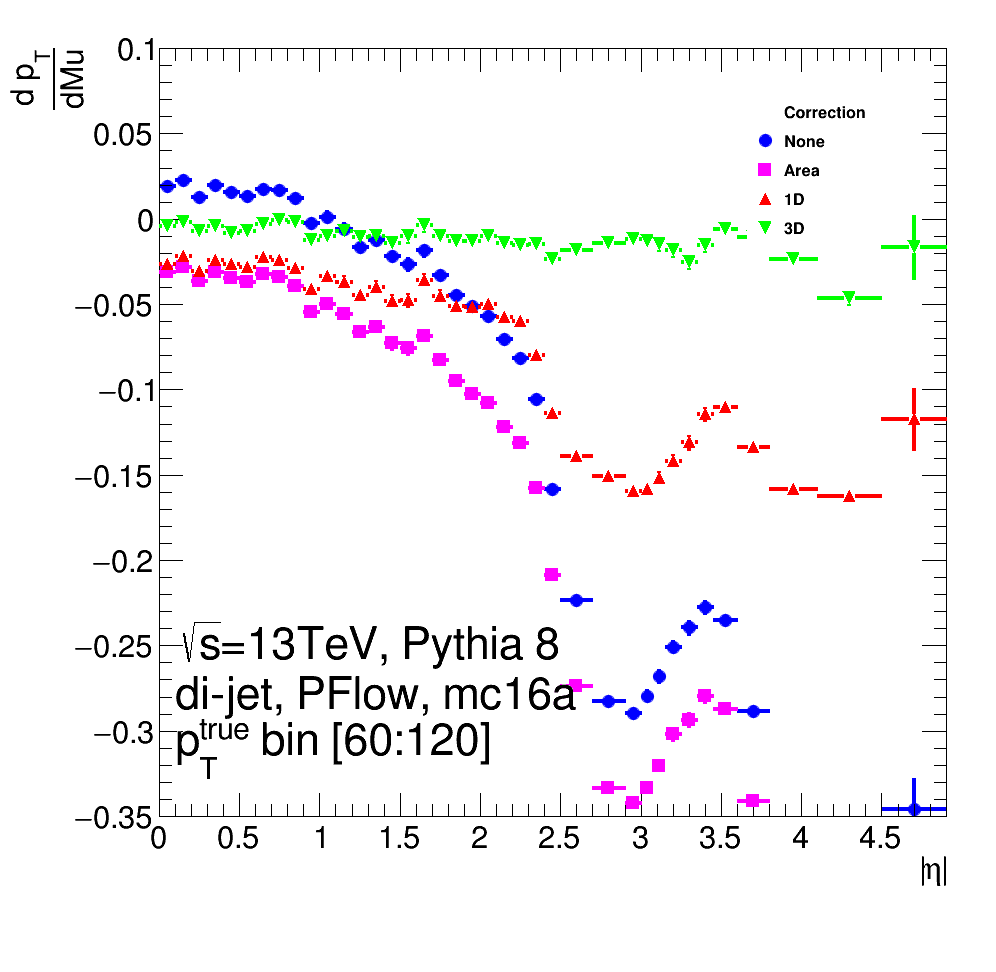 d p_T
dMu
0.1
0.05
0
−0.05
−0.1
−0.15
−0.2
−0.25
−0.3
−0.35
Correction
None
Area
1D
3D
√s=13TeV, Pythia 8
di-jet, PFlow, mc16a
p_T^true bin [60:120]
0 0.5 1 1.5 2 2.5 3 3.5 4 4.5
|η|